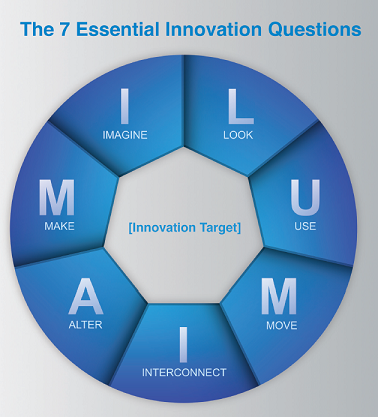 The 7 Essential Innovation Questions
L
LOOK
U
USE
M
MOVE
I
INTERCONNECT
A
ALTER
M
MAKE
I
IMAGINE
[Innovation Target]